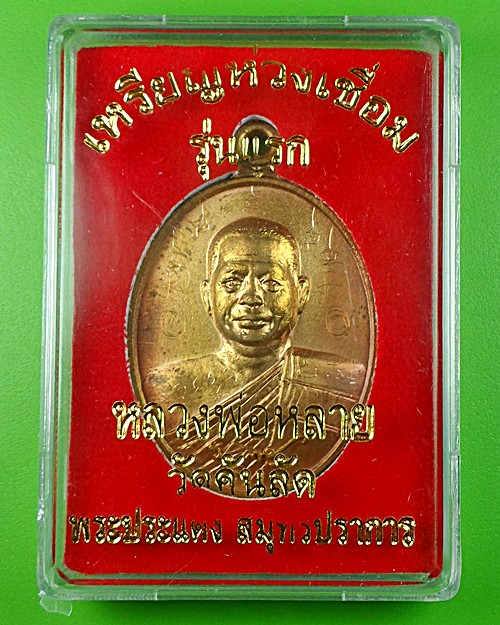 เหรียญห่วงเชื่อม
รุ่นแรก
หลวงพ่อหลาย
วัดคันลัด
พระประแดง สมุทรปราการ